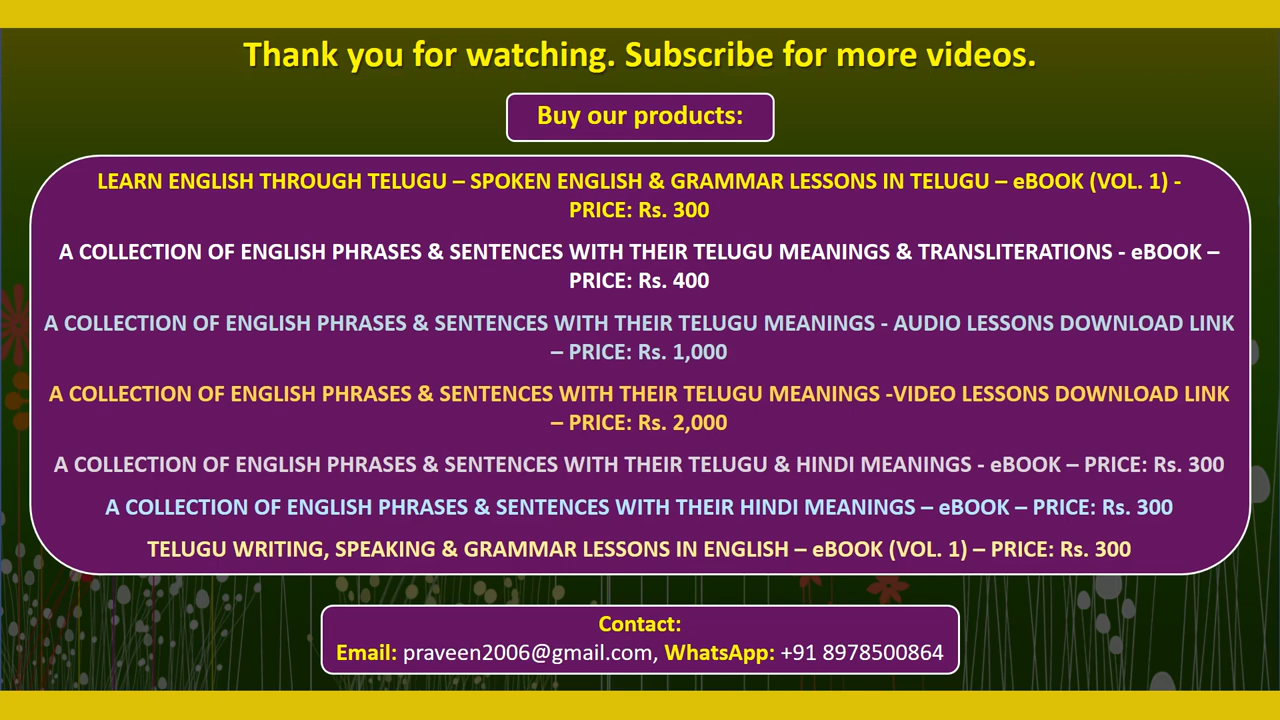 Thank you for watching. Subscribe for more videos.
Buy our products:
LEARN ENGLISH THROUGH TELUGU – SPOKEN ENGLISH & GRAMMAR LESSONS IN TELUGU – eBOOK (VOL. 1) -
PRICE: Rs. 300
A COLLECTION OF ENGLISH PHRASES & SENTENCES WITH THEIR TELUGU MEANINGS & TRANSLITERATIONS - eBOOK –
PRICE: Rs. 400
A COLLECTION OF ENGLISH PHRASES & SENTENCES WITH THEIR TELUGU MEANINGS - AUDIO LESSONS DOWNLOAD LINK
– PRICE: Rs. 1,000
A COLLECTION OF ENGLISH PHRASES & SENTENCES WITH THEIR TELUGU MEANINGS -VIDEO LESSONS DOWNLOAD LINK
– PRICE: Rs. 2,000
A COLLECTION OF ENGLISH PHRASES & SENTENCES WITH THEIR TELUGU & HINDI MEANINGS - eBOOK – PRICE: Rs. 300
A COLLECTION OF ENGLISH PHRASES & SENTENCES WITH THEIR HINDI MEANINGS – eBOOK – PRICE: Rs. 300
TELUGU WRITING, SPEAKING & GRAMMAR LESSONS IN ENGLISH – eBOOK (VOL. 1) – PRICE: Rs. 300
Contact:
Email: praveen2006@gmail.com, WhatsApp: +91 8978500864